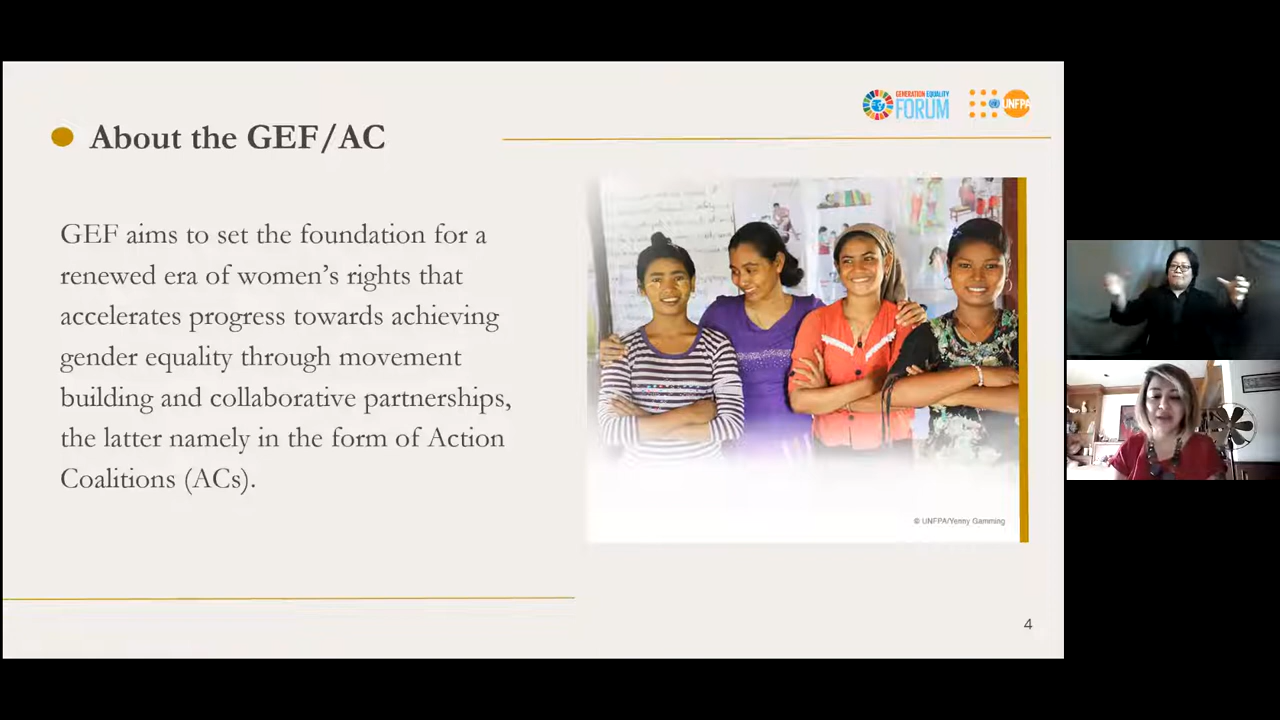 GENERATION EQUALITY
FORUM
UNFPA
About the GEF/AC
GEF aims to set the foundation for a
renewed era of women’s rights that
accelerates progress towards achieving
gender equality through movement
building and collaborative partnerships,
the latter namely in the form of Action
Coalitions (ACs).
© UNFPA/Yenny Gamming
4